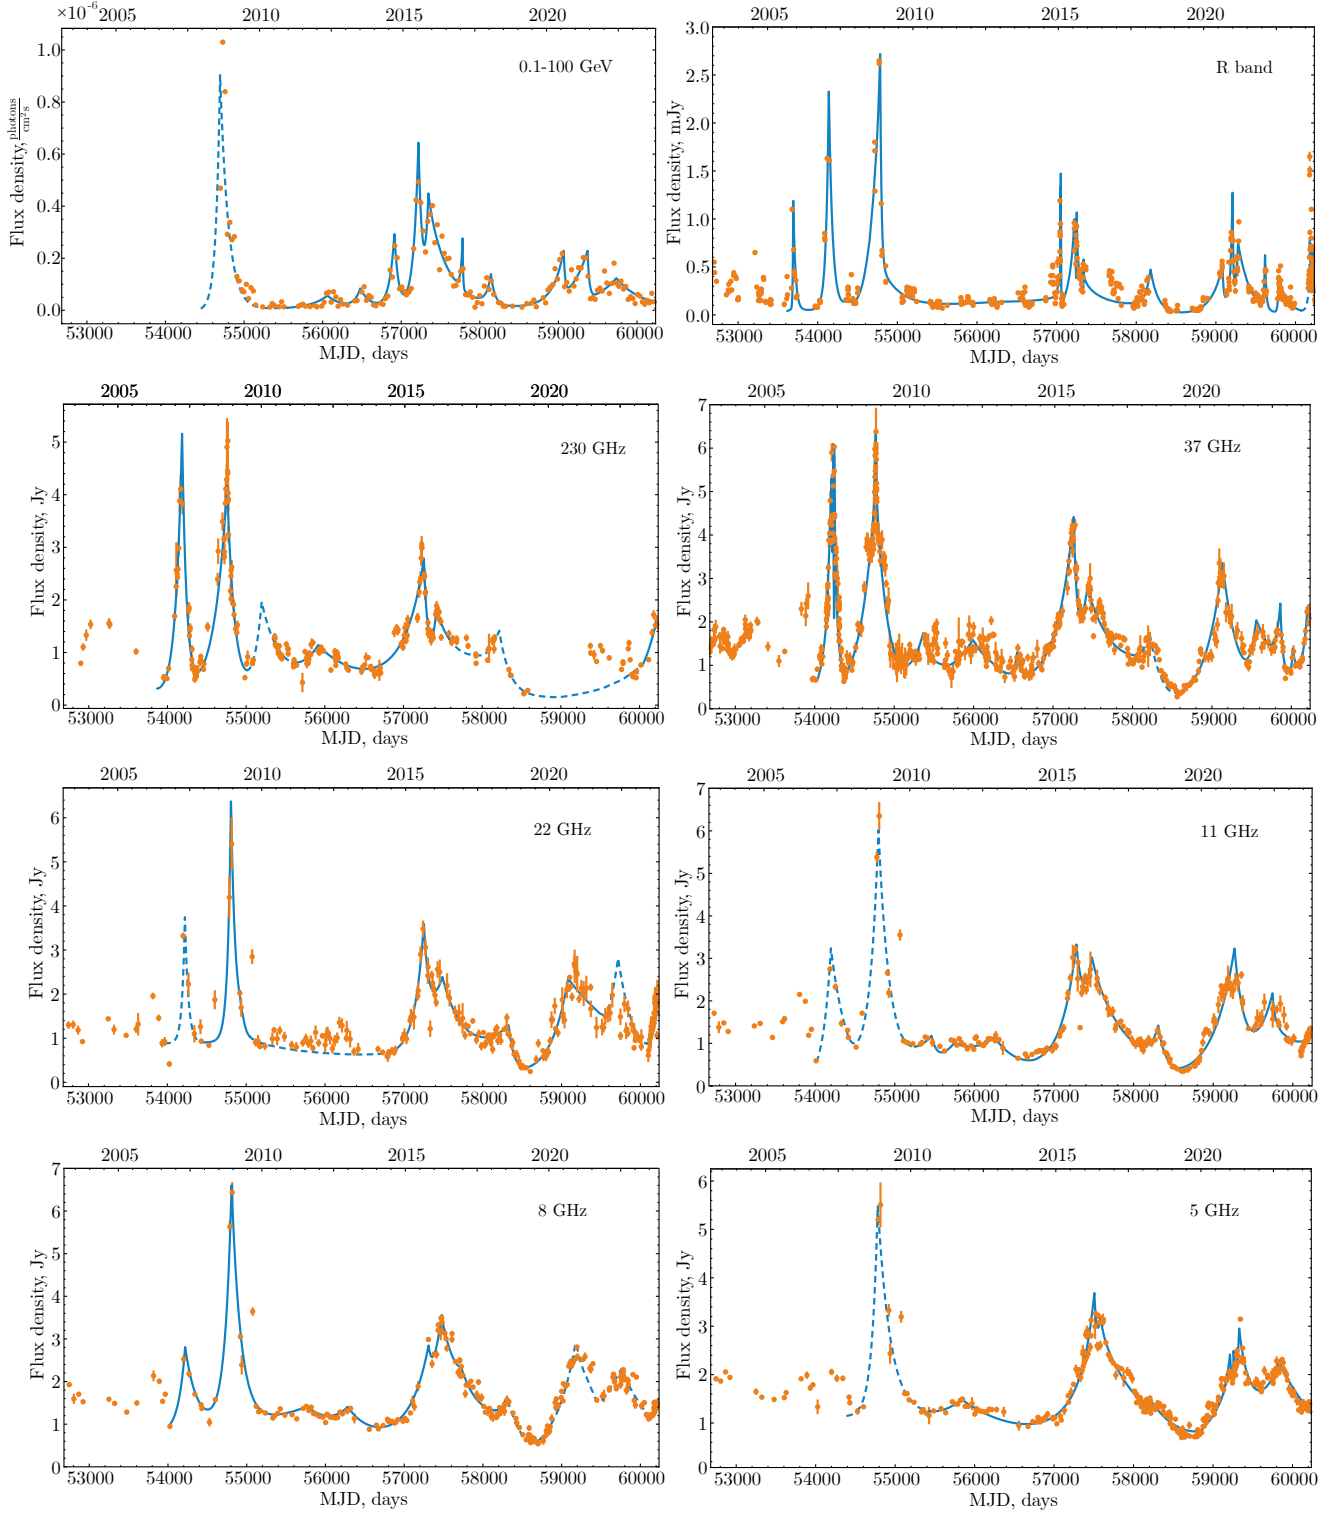 ×10⁻⁶ 2005 2010 2015 2020
1.0
0.8
0.6
0.4
0.2
0.0
Flux density, photons/cm²s
0.1-100 GeV
53000 54000 55000 56000 57000 58000 59000 60000
MJD, days
2005 2010 2015 2020
3.0
2.5
2.0
1.5
1.0
0.5
0.0
Flux density, mJy
R band
53000 54000 55000 56000 57000 58000 59000 60000
MJD, days
2005 2010 2015 2020
5
4
3
2
1
0
Flux density, Jy
230 GHz
53000 54000 55000 56000 57000 58000 59000 60000
MJD, days
2005 2010 2015 2020
7
6
5
4
3
2
1
0
Flux density, Jy
37 GHz
53000 54000 55000 56000 57000 58000 59000 60000
MJD, days
2005 2010 2015 2020
6
5
4
3
2
1
0
Flux density, Jy
22 GHz
53000 54000 55000 56000 57000 58000 59000 60000
MJD, days
2005 2010 2015 2020
7
6
5
4
3
2
1
0
Flux density, Jy
11 GHz
53000 54000 55000 56000 57000 58000 59000 60000
MJD, days
2005 2010 2015 2020
7
6
5
4
3
2
1
0
Flux density, Jy
8 GHz
53000 54000 55000 56000 57000 58000 59000 60000
MJD, days
2005 2010 2015 2020
6
5
4
3
2
1
0
Flux density, Jy
5 GHz
53000 54000 55000 56000 57000 58000 59000 60000
MJD, days